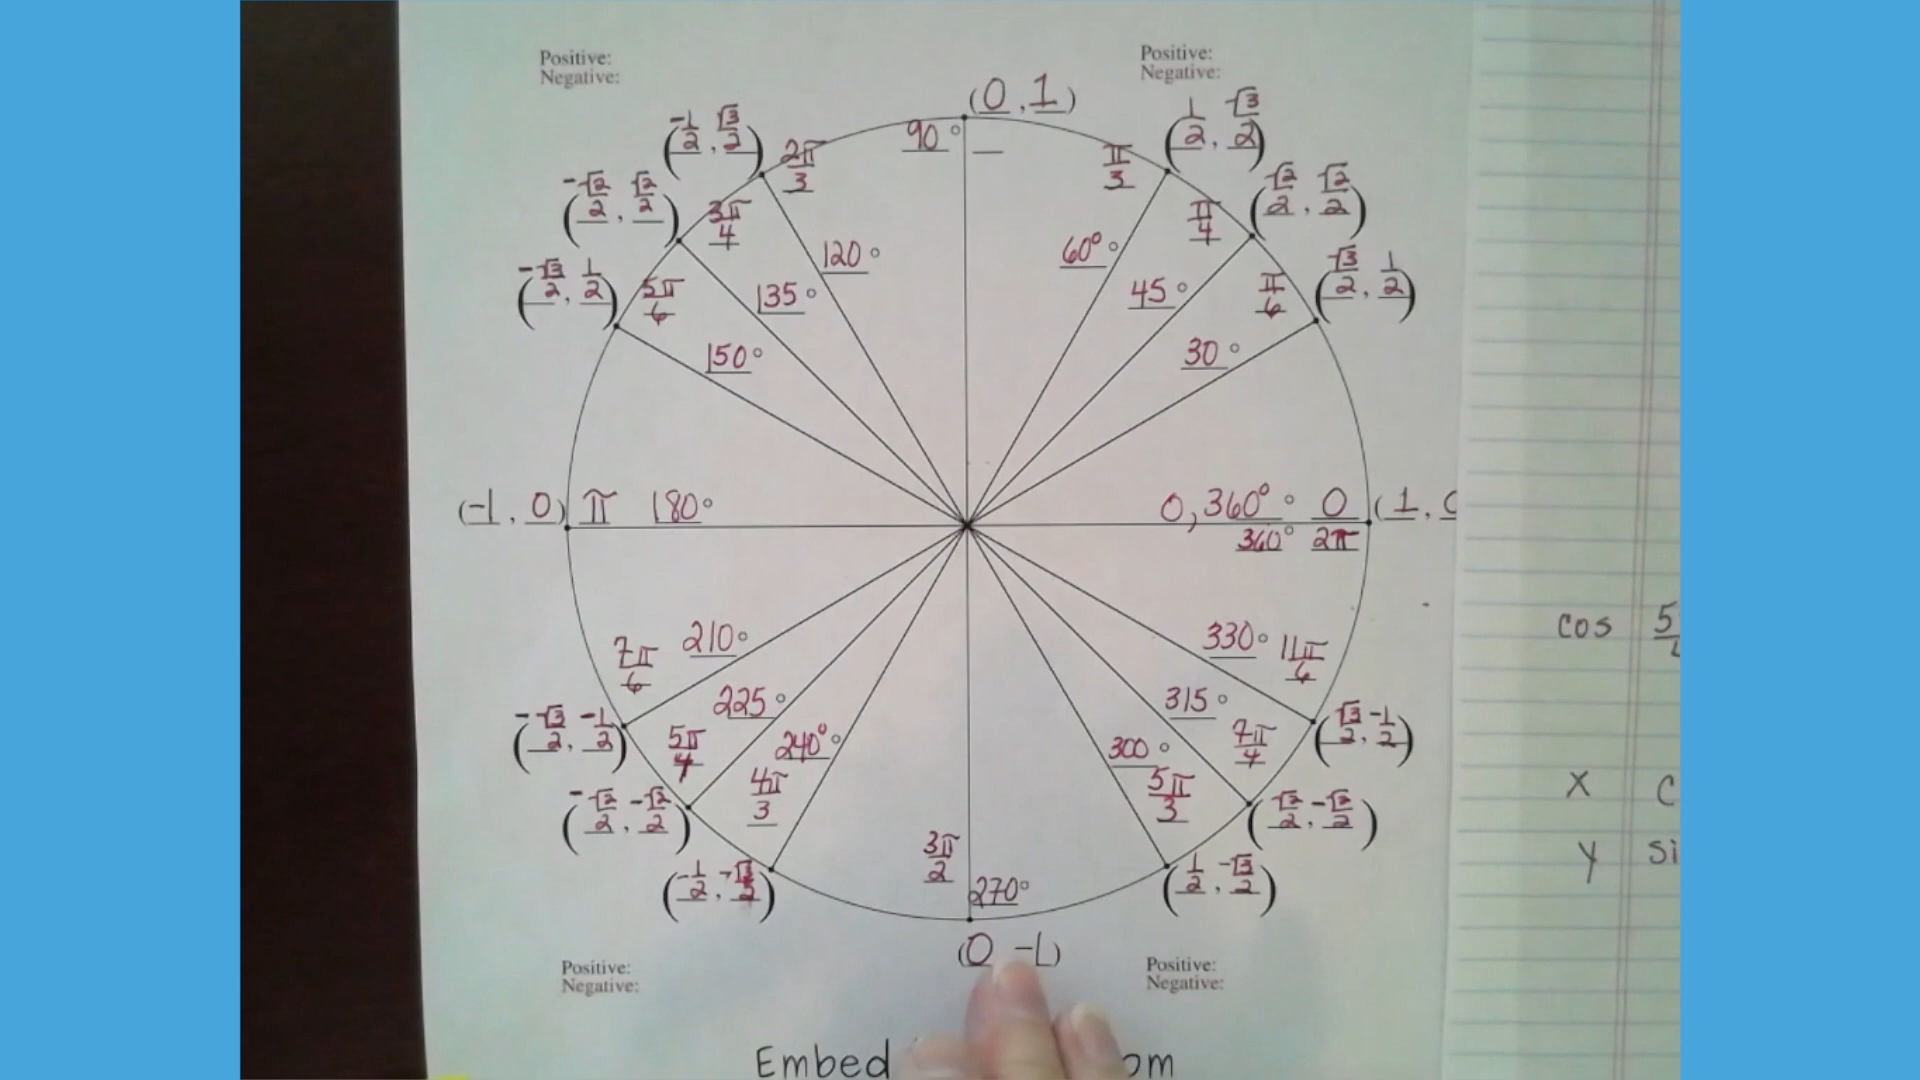 Positive:
Negative:
Positive:
Negative:
(0, 1)
90°
(-1/2, √3/2)
2π/3
120°
(-√2/2, √2/2)
3π/4
135°
(-√3/2, 1/2)
5π/6
150°
(1/2, √3/2)
π/3
60°°
(√2/2, √2/2)
π/4
45°
(√3/2, 1/2)
π/6
30°
(-1, 0) π 180°
0, 360°° 0 (1,
360° 2π
210°
7π/6
(-√3/2, -1/2)
225°
5π/4
(-√2/2, -√2/2)
240°°
4π/3
(-1/2, -√3/2)
3π/2
270°
(0 -1)
330° 11π/6
(√3/2, -1/2)
315°
7π/4
(√2/2, -√2/2)
300°
5π/3
(1/2, -√3/2)
cos 5
x c
y si
Positive:
Negative:
Positive:
Negative:
Embed